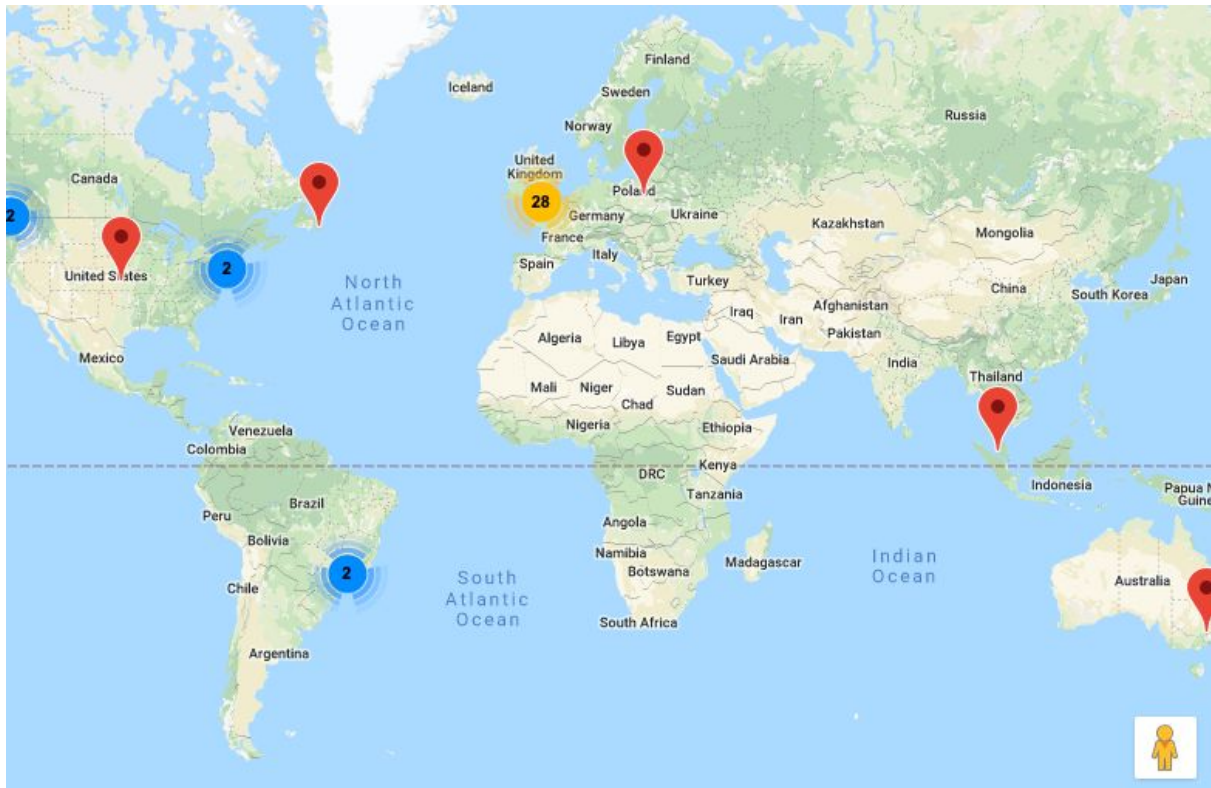 Finland
Iceland
Sweden
Russia
Norway
United
Kingdom
Canada
Poland
28
2
Germany
Ukraine
Kazakhstan
Mongolia
France
Italy
2
United States
Spain
Turkey
China
Japan
South Korea
North
Atlantic
Ocean
Afghanistan
Iraq
Iran
Pakistan
Algeria
Libya
Egypt
Mexico
Saudi Arabia
India
Thailand
Mali
Niger
Sudan
Chad
Venezuela
Nigeria
Ethiopia
Colombia
Kenya
DRC
Indonesia
Papua N
Guine
Tanzania
Brazil
Peru
Angola
Bolivia
Namibia
Madagascar
Indian
Ocean
Botswana
2
South
Atlantic
Ocean
Chile
Australia
South Africa
Argentina